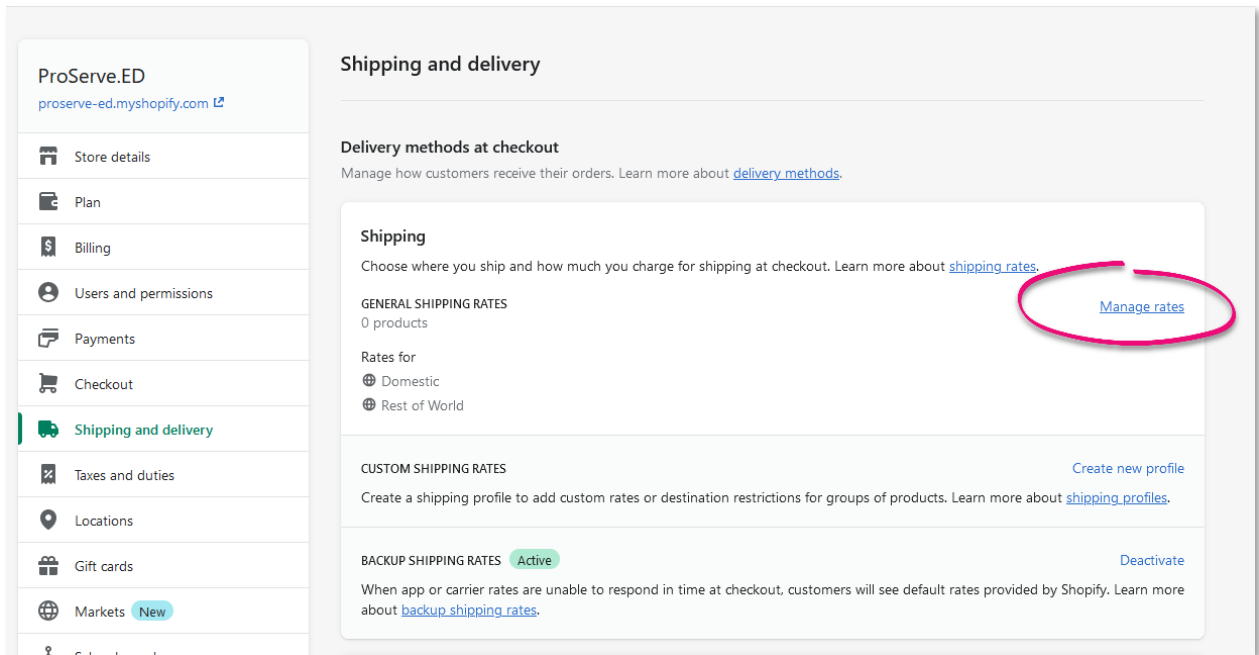 ProServe.ED
proserve-ed.myshopify.com
Store details
Plan
Billing
Users and permissions
Payments
Checkout
Shipping and delivery
Taxes and duties
Locations
Gift cards
Markets New
Shipping and delivery
Delivery methods at checkout
Manage how customers receive their orders. Learn more about delivery methods.
Shipping
Choose where you ship and how much you charge for shipping at checkout. Learn more about shipping rates.
GENERAL SHIPPING RATES
Manage rates
0 products
Rates for
Domestic
Rest of World
CUSTOM SHIPPING RATES
Create new profile
Create a shipping profile to add custom rates or destination restrictions for groups of products. Learn more about shipping profiles.
BACKUP SHIPPING RATES Active
Deactivate
When app or carrier rates are unable to respond in time at checkout, customers will see default rates provided by Shopify. Learn more
about backup shipping rates.